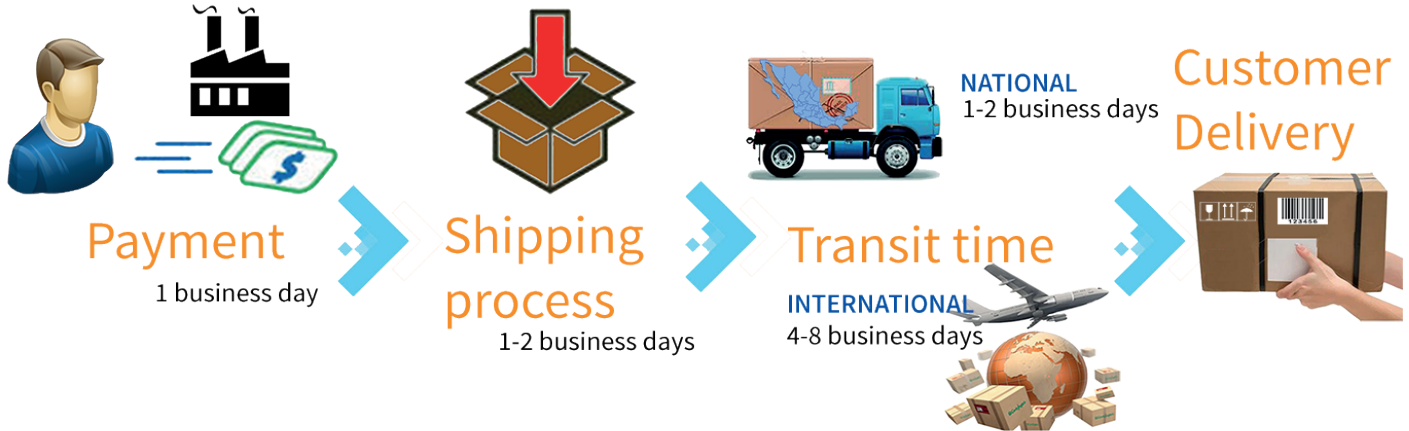 Payment
1 business day
Shipping
process
1-2 business days
NATIONAL
1-2 business days
Transit time
INTERNATIONAL
4-8 business days
Customer
Delivery
123456